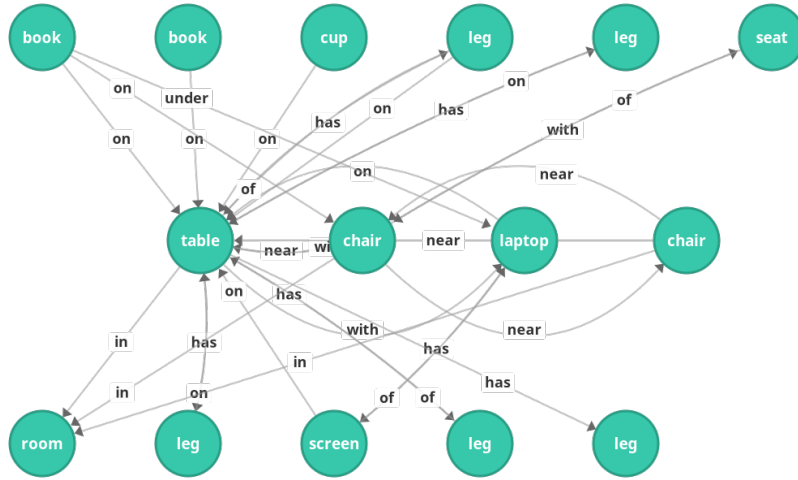 book book cup leg leg seat
on under has on has on of
on on on with
of on near
table chair laptop chair
near wi near
on has
in has with has near
in on in of of has
room leg screen leg leg